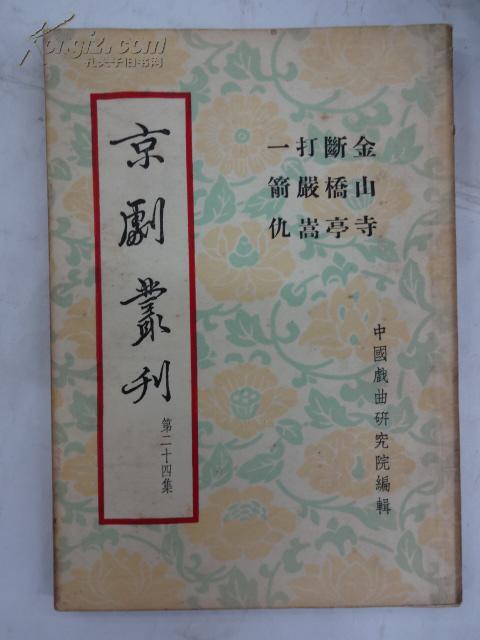 金山寺
斷橋亭
打嚴嵩
一箭仇
京劇叢刊
第二十四集
中國戲曲研究院編輯
Kongfz.com
孔夫子旧书网